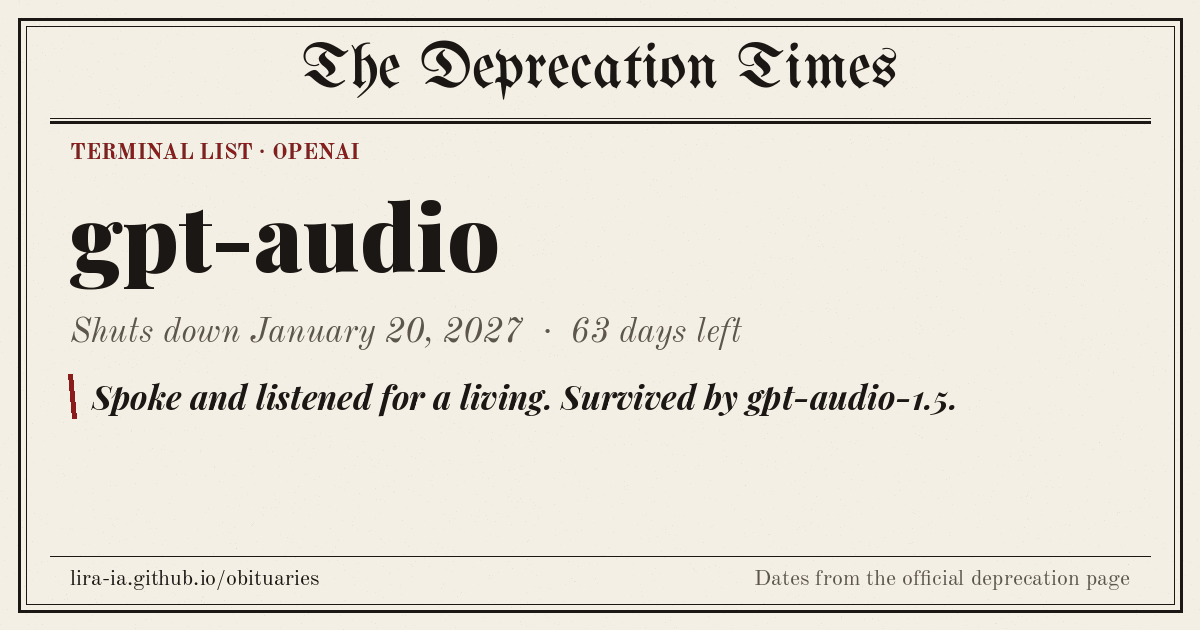 The Deprecation Times
TERMINAL LIST · OPENAI
gpt-audio
Shuts down January 20, 2027 · 63 days left
Spoke and listened for a living. Survived by gpt-audio-1.5.
lira-ia.github.io/obituaries
Dates from the official deprecation page